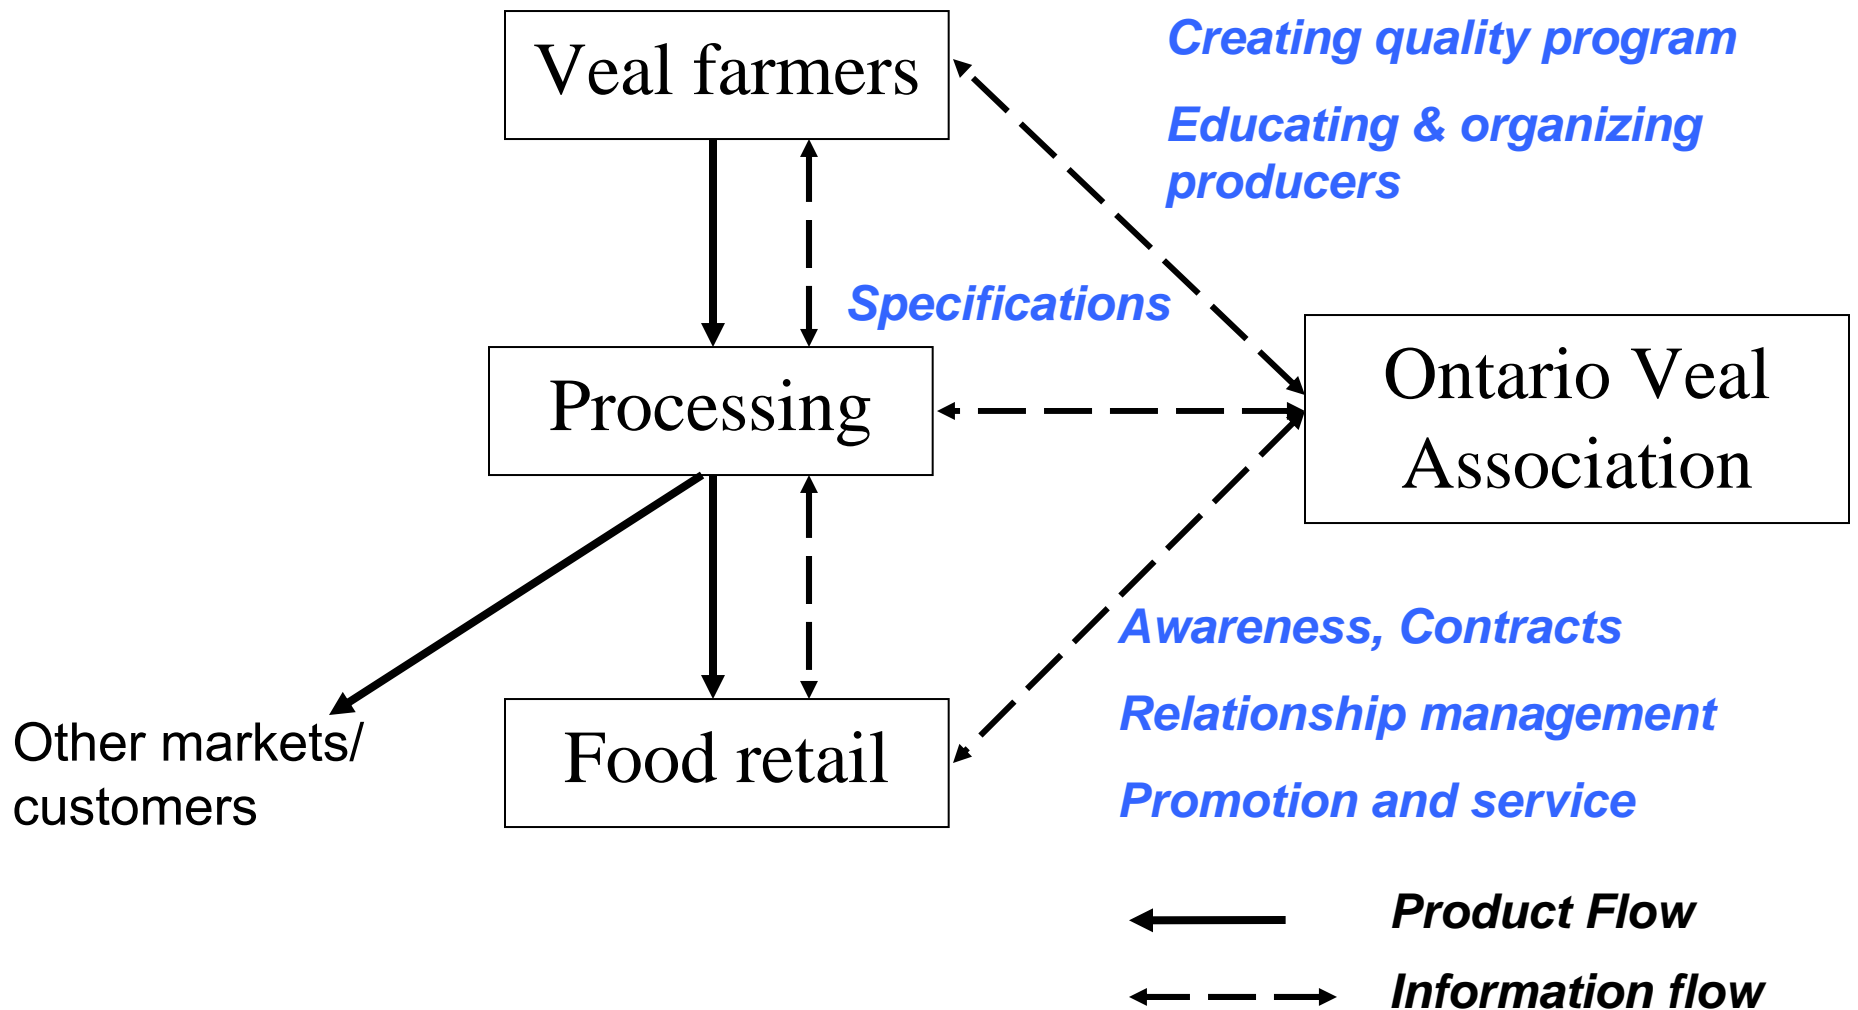 Veal farmers
Creating quality program
Educating & organizing
producers
Specifications
Processing
Ontario Veal
Association
Other markets/
customers
Food retail
Awareness, Contracts
Relationship management
Promotion and service
Product Flow
Information flow